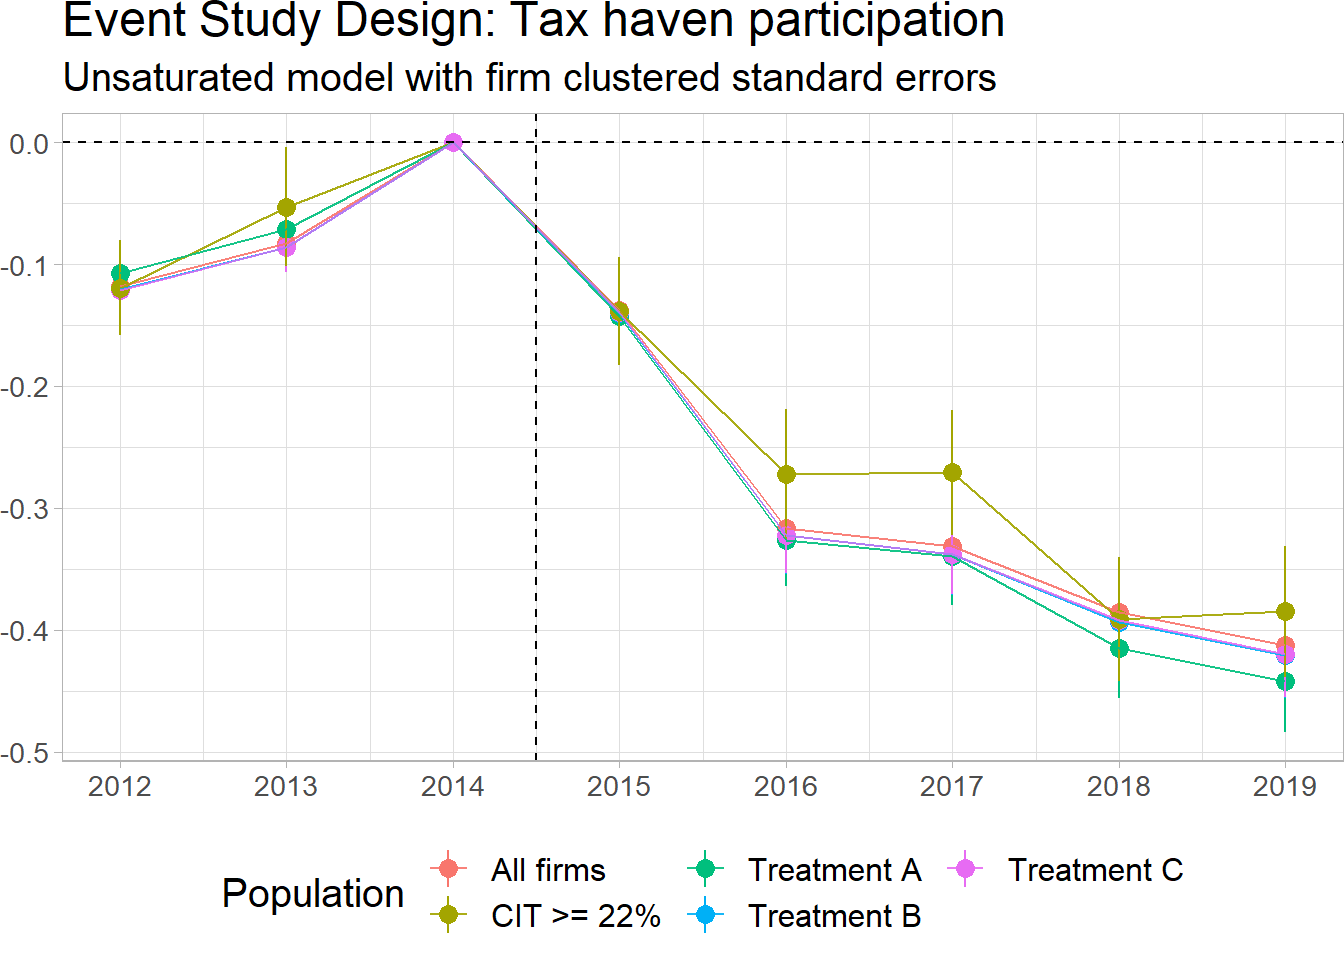 Event Study Design: Tax haven participation
Unsaturated model with firm clustered standard errors
0.0
-0.1
-0.2
-0.3
-0.4
-0.5
2012 2013 2014 2015 2016 2017 2018 2019
Population
All firms
CIT >= 22%
Treatment A
Treatment B
Treatment C